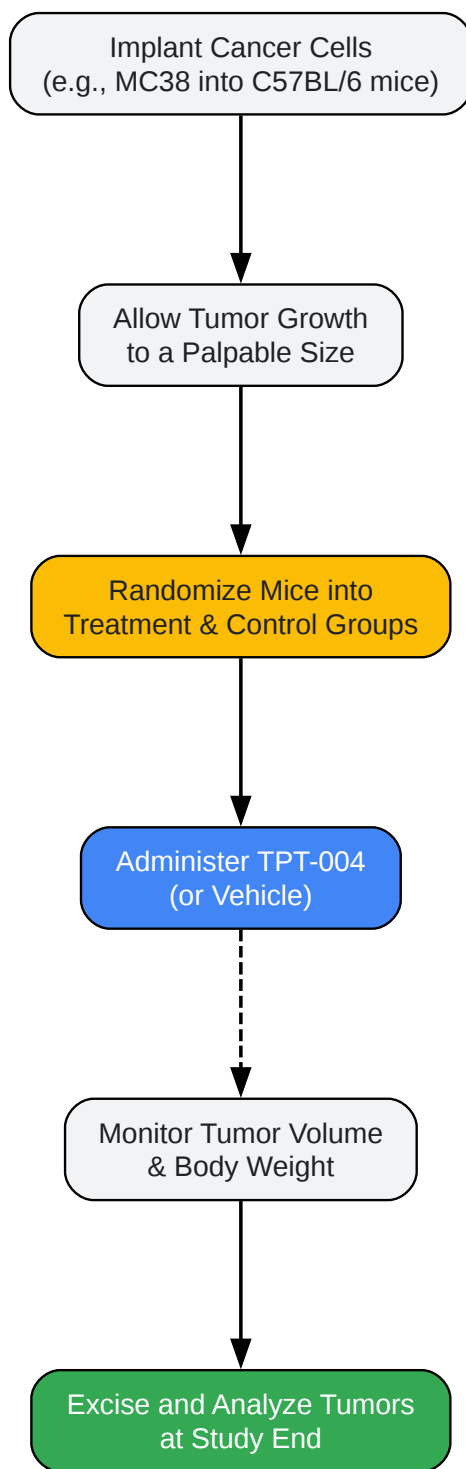 Implant Cancer Cells
(e.g., MC38 into C57BL/6 mice)
Allow Tumor Growth
to a Palpable Size
Randomize Mice into
Treatment & Control Groups
Administer TPT-004
(or Vehicle)
Monitor Tumor Volume
& Body Weight
Excise and Analyze Tumors
at Study End